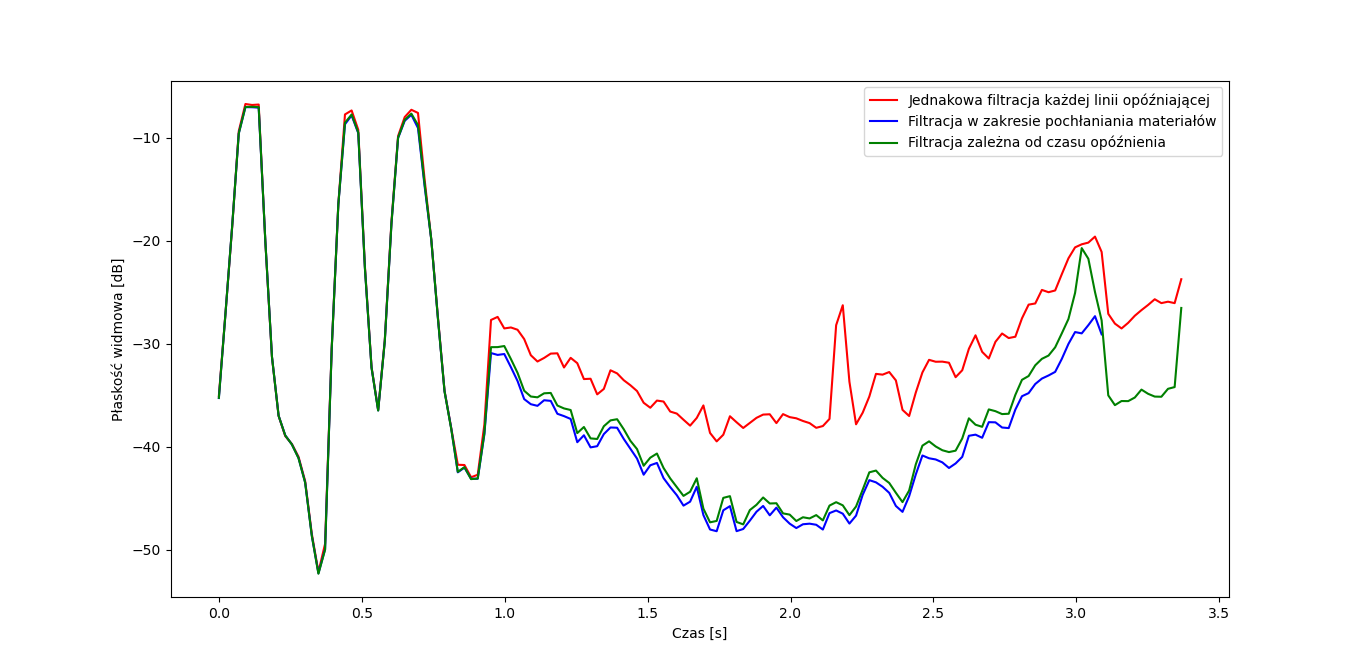 Jednakowa filtracja każdej linii opóźniającej
Filtracja w zakresie pochłaniania materiałów
Filtracja zależna od czasu opóźnienia
Płaskość widmowa [dB]
−10
−20
−30
−40
−50
0.0 0.5 1.0 1.5 2.0 2.5 3.0 3.5
Czas [s]